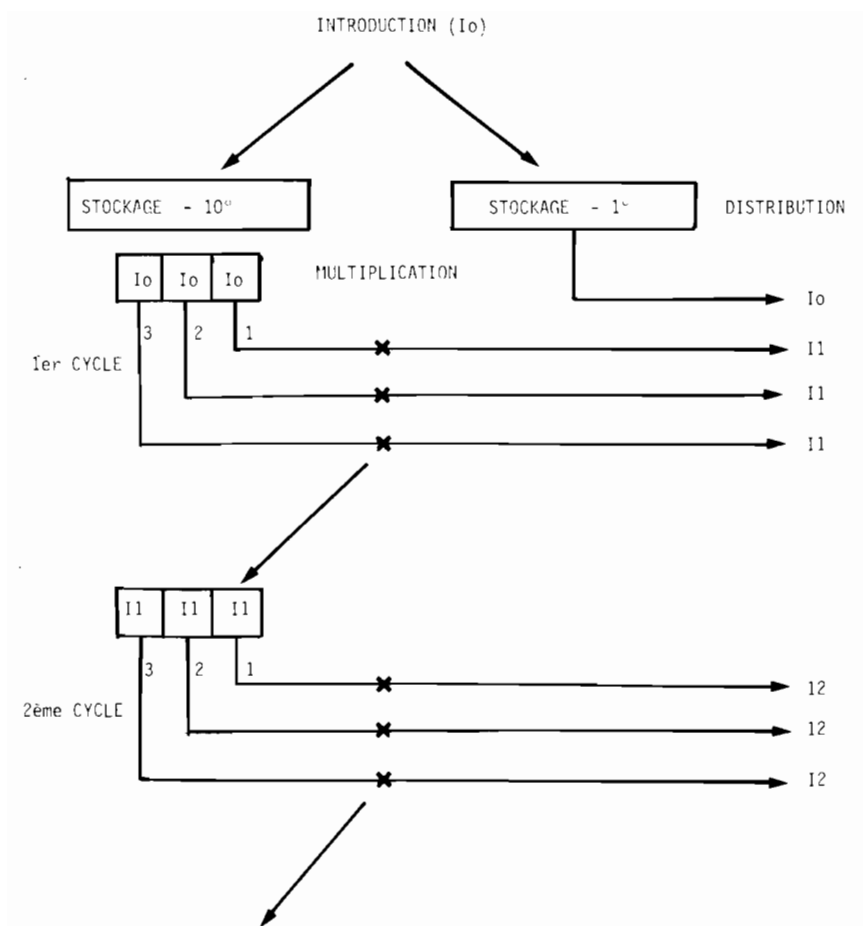 INTRODUCTION (Io)
STOCKAGE - 10°
STOCKAGE - 1°
DISTRIBUTION
Io Io Io
MULTIPLICATION
Io
3 2 1
I1
1er CYCLE
I1
I1
I1 I1 I1
3 2 1
I2
2ème CYCLE
I2
I2